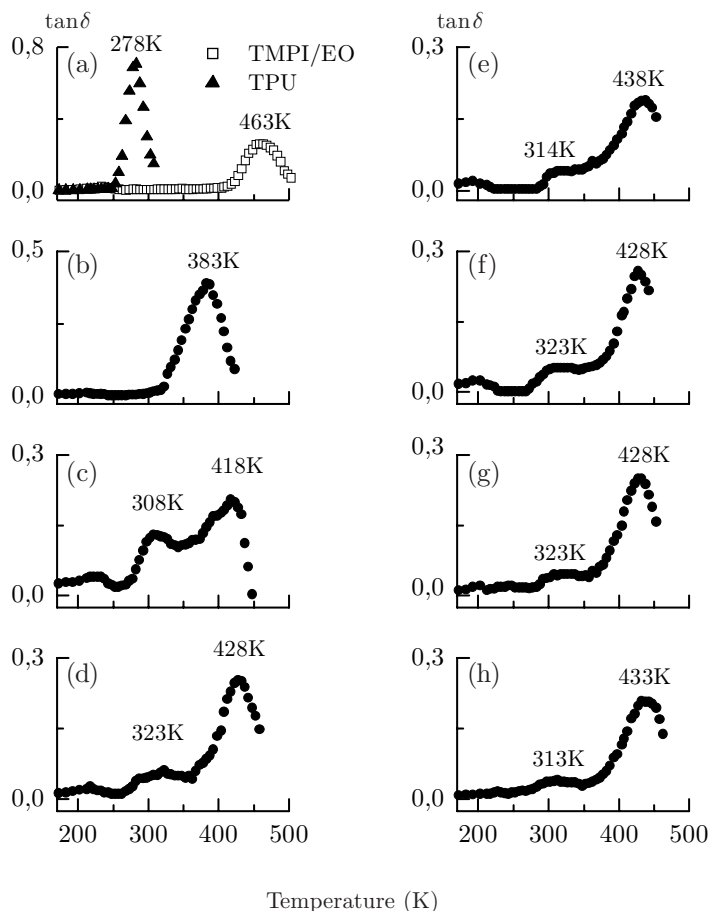 tanδ
0,8
(a)
278K
TMPI/EO
TPU
463K
0,0
0,5
(b)
383K
0,0
0,3
(c)
308K
418K
0,0
0,3
(d)
428K
323K
0,0
200 300 400 500
tanδ
0,3
(e)
438K
314K
0,0
0,3
(f)
428K
323K
0,0
0,3
(g)
428K
323K
0,0
0,3
(h)
433K
313K
0,0
200 300 400 500
Temperature (K)